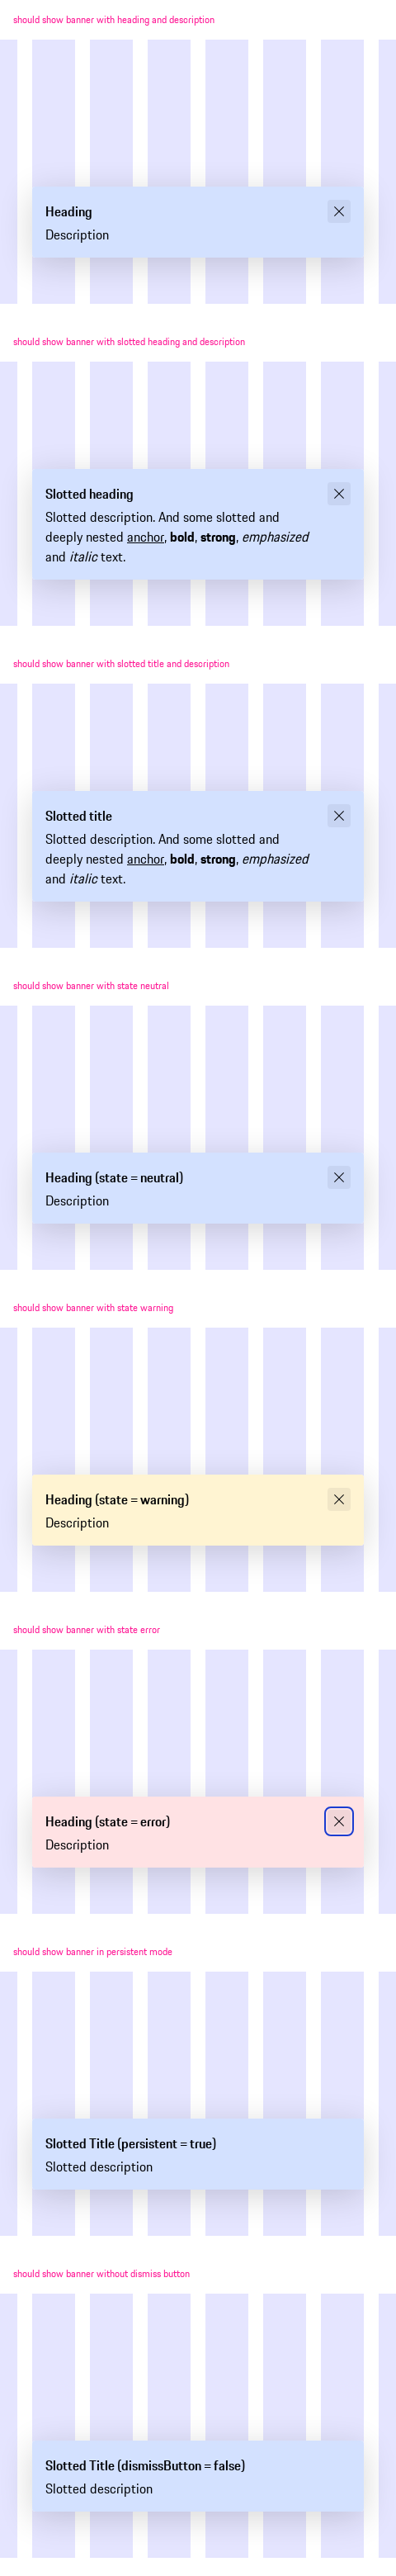 should show banner with heading and description
Heading
Description
should show banner with slotted heading and description
Slotted heading
Slotted description. And some slotted and
deeply nested anchor, bold, strong, emphasized
and italic text.
should show banner with slotted title and description
Slotted title
Slotted description. And some slotted and
deeply nested anchor, bold, strong, emphasized
and italic text.
should show banner with state neutral
Heading (state = neutral)
Description
should show banner with state warning
Heading (state = warning)
Description
should show banner with state error
Heading (state = error)
Description
should show banner in persistent mode
Slotted Title (persistent = true)
Slotted description
should show banner without dismiss button
Slotted Title (dismissButton = false)
Slotted description